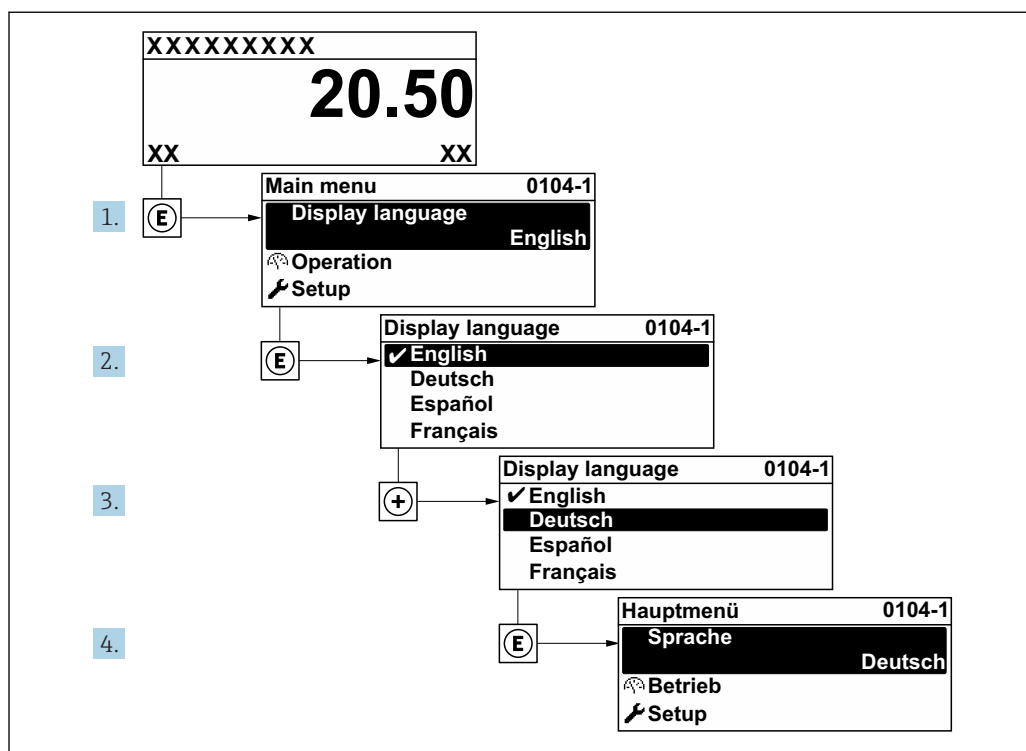 XXXXXXXXX
20.50
XX XX
1. E
Main menu 0104-1
Display language
English
Operation
Setup
2. E
Display language 0104-1
✔English
Deutsch
Español
Français
3. +
Display language 0104-1
✔English
Deutsch
Español
Français
4. E
Hauptmenü 0104-1
Sprache
Deutsch
Betrieb
Setup